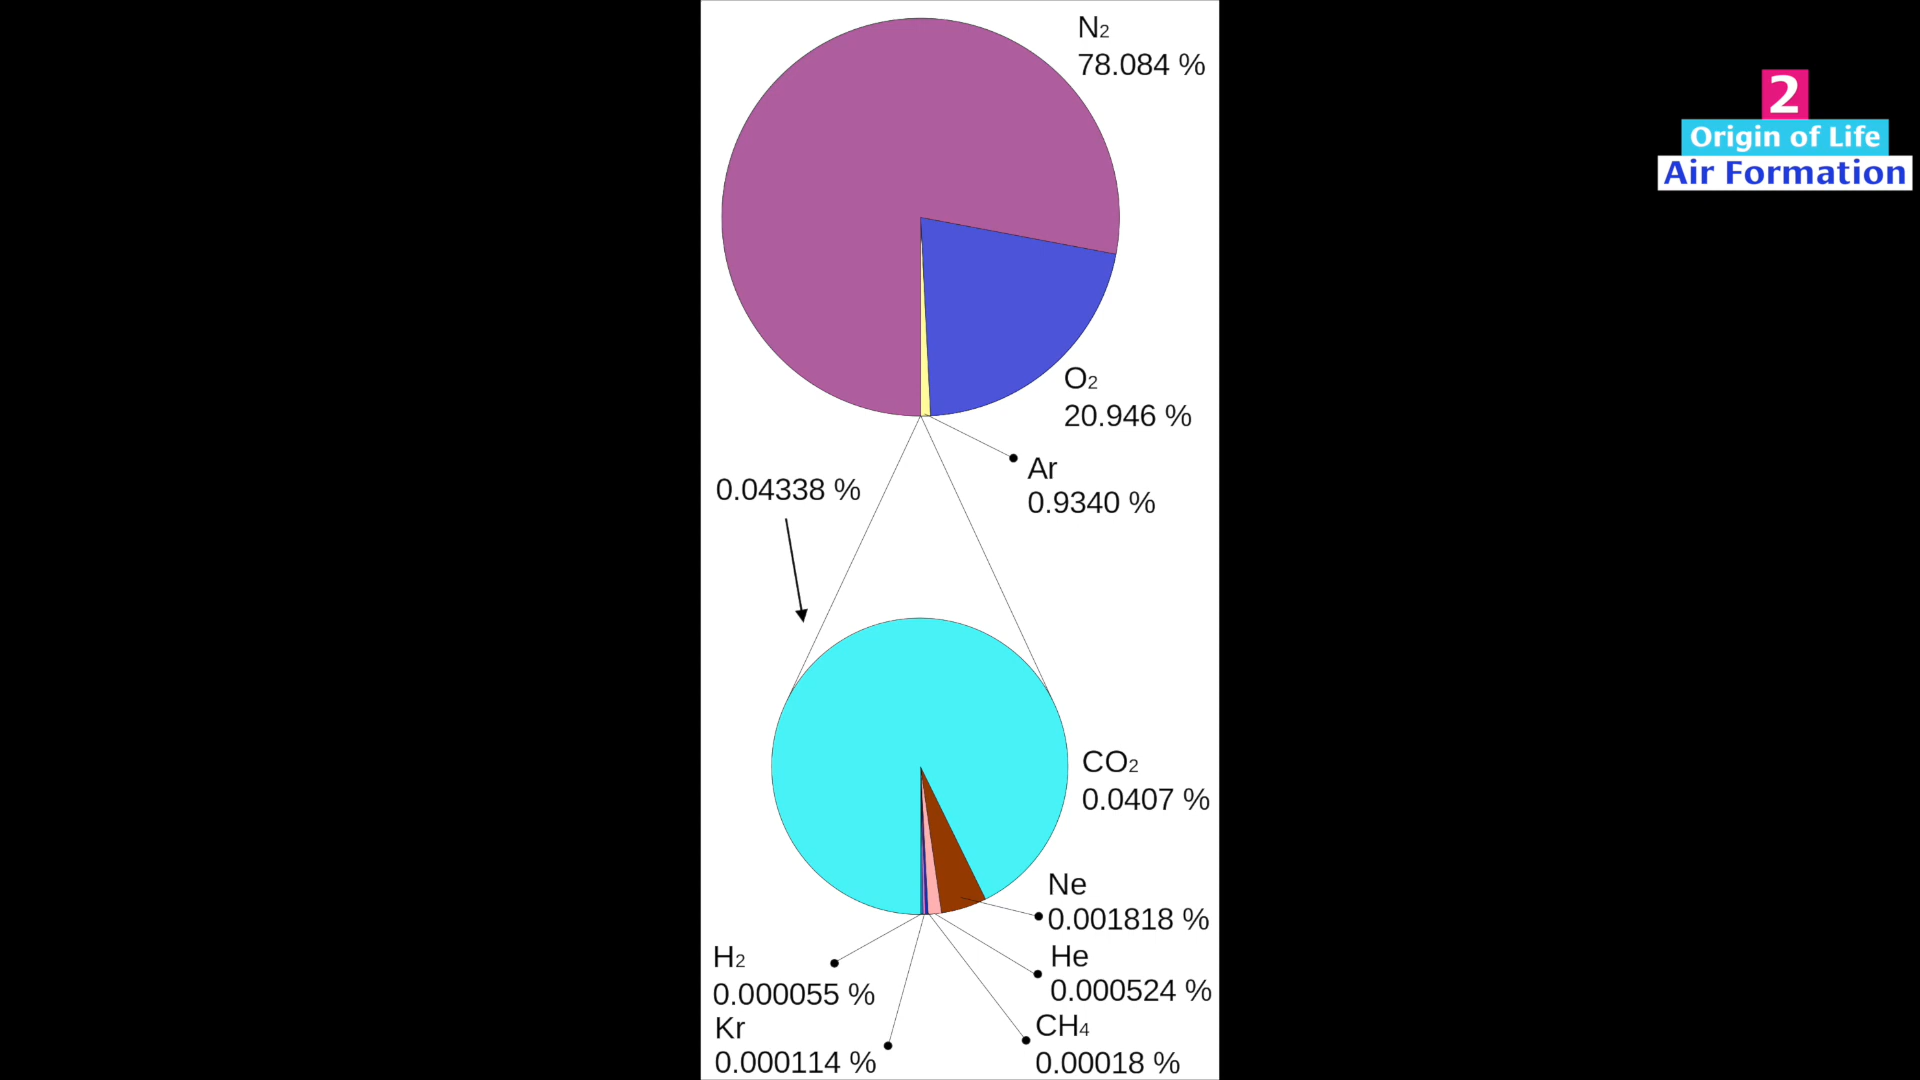 N2
78.084 %
O2
20.946 %
Ar
0.9340 %
0.04338 %
CO2
0.0407 %
Ne
0.001818 %
He
0.000524 %
CH4
0.00018 %
H2
0.000055 %
Kr
0.000114 %
2
Origin of Life
Air Formation